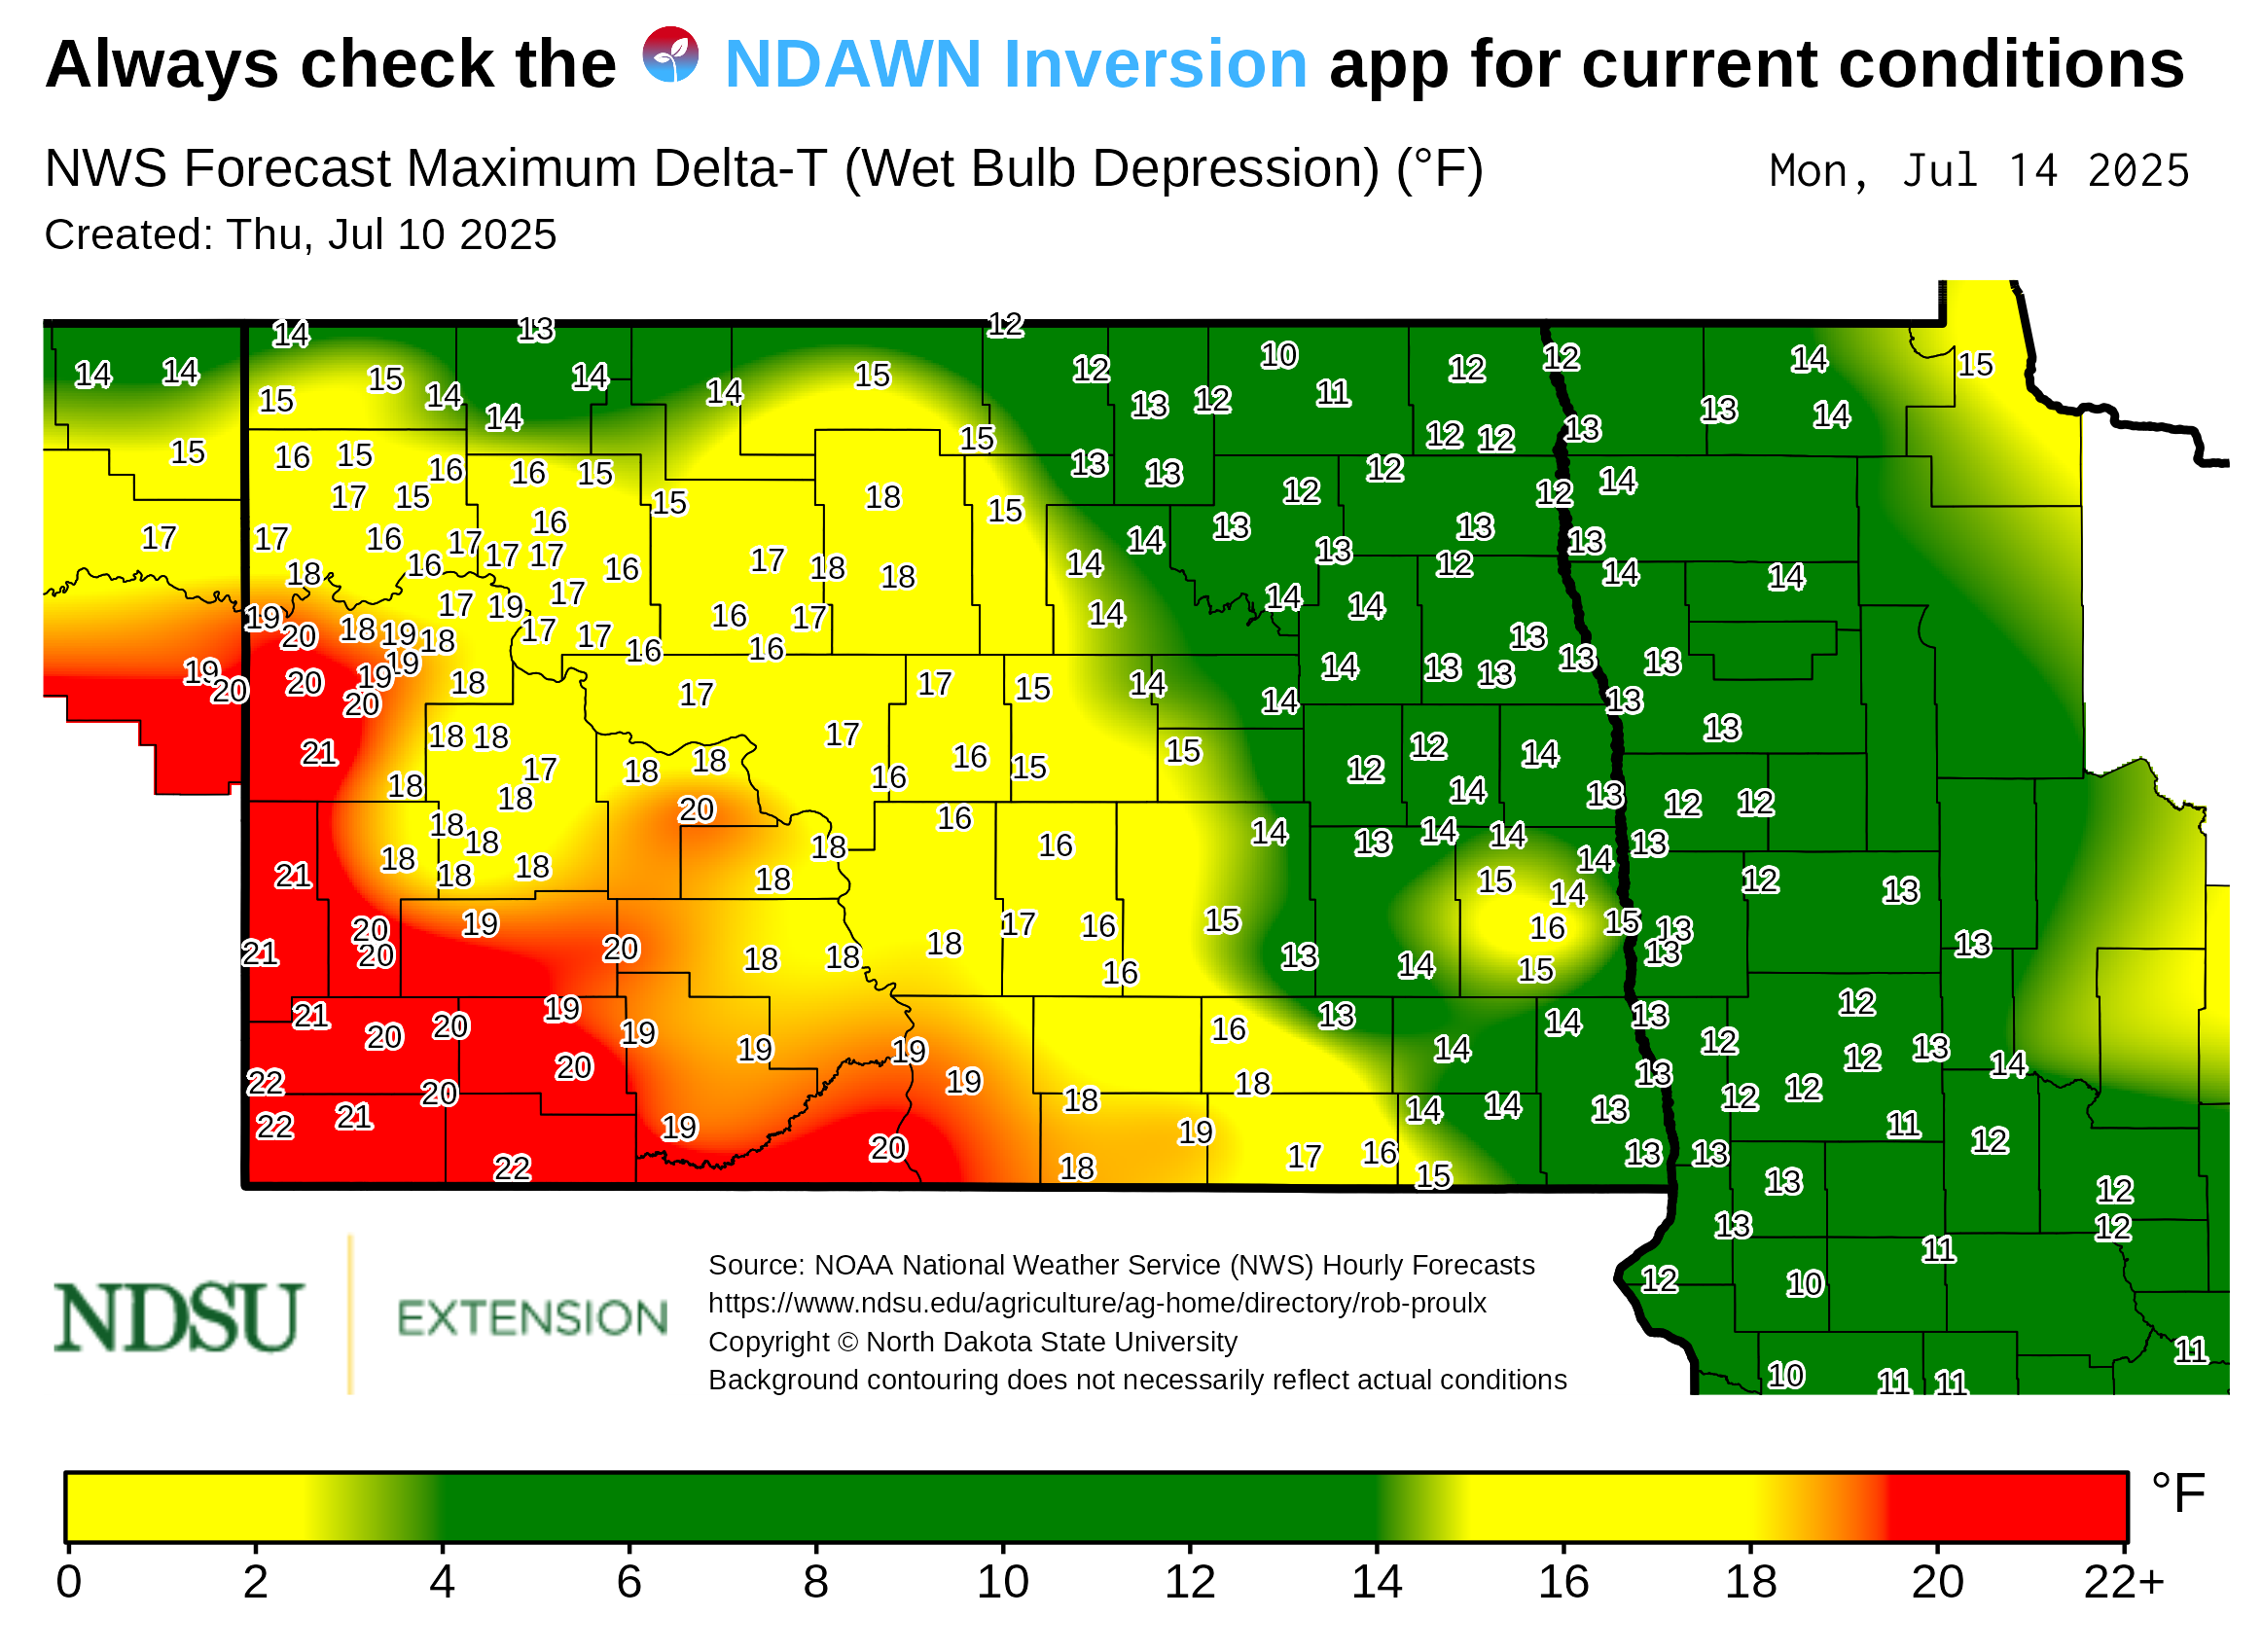 Always check the NDAWN Inversion app for current conditions
NWS Forecast Maximum Delta-T (Wet Bulb Depression) (°F)
Mon, Jul 14 2025
Created: Thu, Jul 10 2025
14 13 12
14 14 15 15 14 14 14 15 12 10 12 12 14 15
15 14 13 12 11 13 14
15 16 15 16 16 15 15 13 13 12 12 12 13 14
17 15 15 18 15 12 12
17 17 16 17 16 17 17 14 13 13 13 13
18 16 17 16 17 18 18 14 12 14 14
19 17 19 16 17 14 14 14
20 18 19 18 17 17 16 16 13 13 13
19 20 20 19 19 18 17 17 15 14 14 13 13
20 14 13
21 18 18 17 18 18 17 16 16 15 15 12 12 14 13
18 18 20 16 14 13 12 12
18 18 18 16 14 13 14 14 13
21 18 18 18 18 15 14 14 12 13
20 19 20 17 16 15 16 15 13
21 20 18 18 18 16 13 14 15 13 13
21 20 20 19 19 19 19 16 13 14 14 13 12 12
22 20 20 19 18 18 13 12 13 14
22 21 19 20 19 14 14 13 12 12 11 12
22 18 17 16 15 13 13 13 12
13 12
12 10 11
10 11 11 11
NDSU EXTENSION
Source: NOAA National Weather Service (NWS) Hourly Forecasts
https://www.ndsu.edu/agriculture/ag-home/directory/rob-proulx
Copyright © North Dakota State University
Background contouring does not necessarily reflect actual conditions
°F
0 2 4 6 8 10 12 14 16 18 20 22+